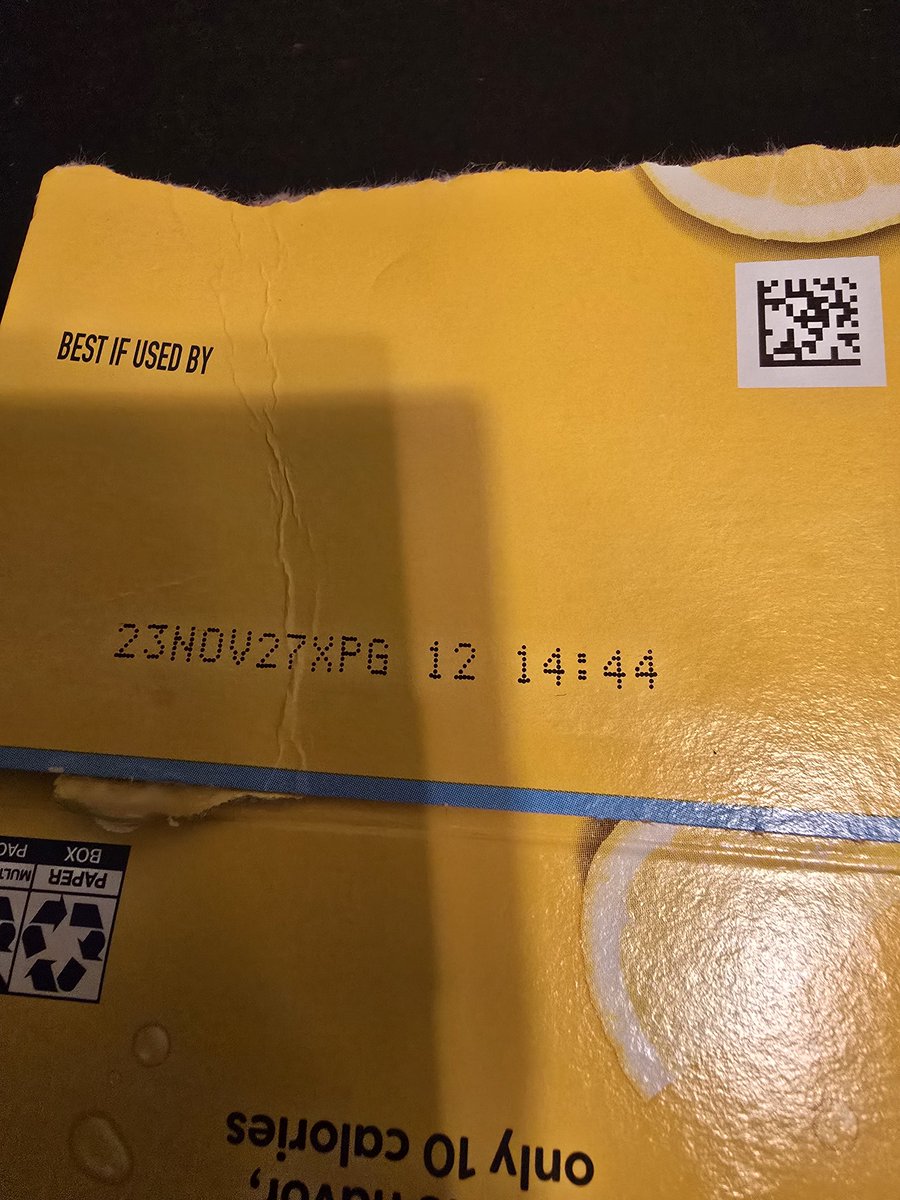 BEST IF USED BY
23NOV27XPG 12 14:44
BOX
PAPER
only 10 calories